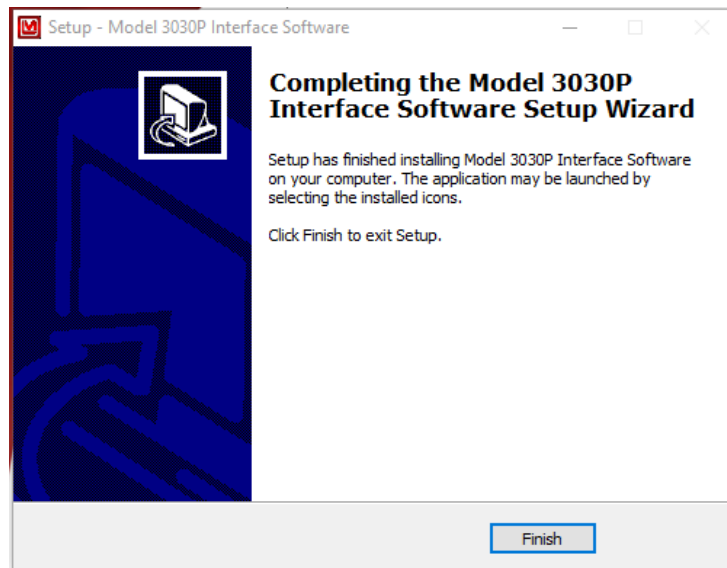 Setup - Model 3030P Interface Software
Completing the Model 3030P
Interface Software Setup Wizard
Setup has finished installing Model 3030P Interface Software
on your computer. The application may be launched by
selecting the installed icons.
Click Finish to exit Setup.
Finish